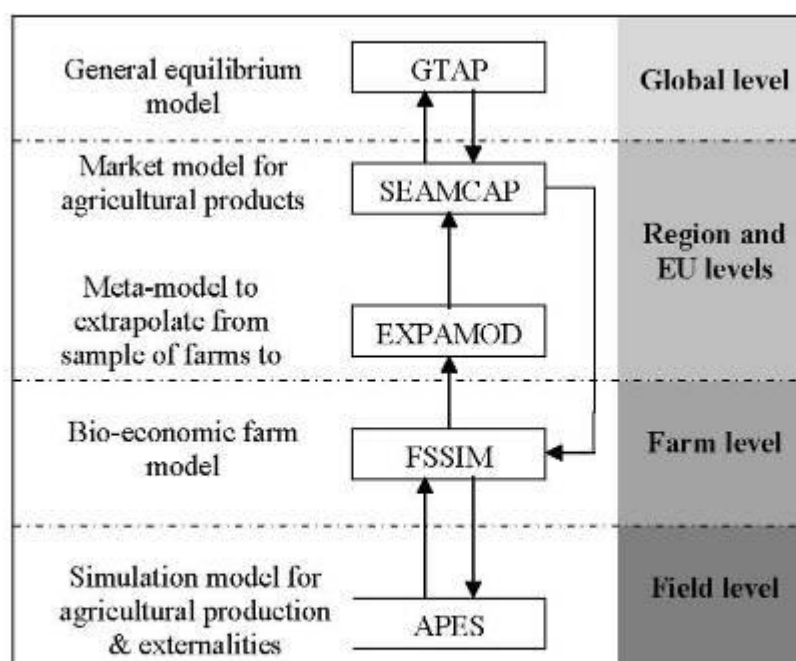 General equilibrium
model
GTAP
Global level
Market model for
agricultural products
SEAMCAP
Region and
EU levels
Meta-model to
extrapolate from
sample of farms to
EXPAMOD
Bio-economic farm
model
FSSIM
Farm level
Simulation model for
agricultural production
& externalities
APES
Field level